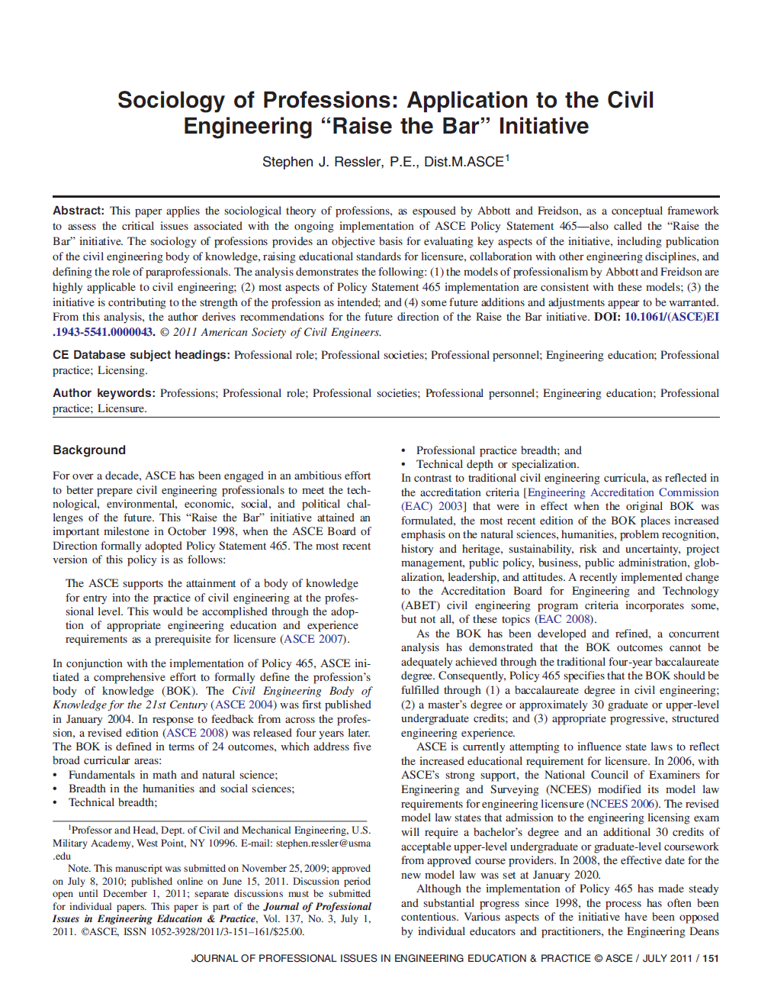 Sociology of Professions: Application to the Civil
Engineering “Raise the Bar” Initiative
Stephen J. Ressler, P.E., Dist.M.ASCE1
Abstract: This paper applies the sociological theory of professions, as espoused by Abbott and Freidson, as a conceptual framework
to assess the critical issues associated with the ongoing implementation of ASCE Policy Statement 465—also called the “Raise the
Bar” initiative. The sociology of professions provides an objective basis for evaluating key aspects of the initiative, including publication
of the civil engineering body of knowledge, raising educational standards for licensure, collaboration with other engineering disciplines, and
defining the role of paraprofessionals. The analysis demonstrates the following: (1) the models of professionalism by Abbott and Freidson are
highly applicable to civil engineering; (2) most aspects of Policy Statement 465 implementation are consistent with these models; (3) the
initiative is contributing to the strength of the profession as intended; and (4) some future additions and adjustments appear to be warranted.
From this analysis, the author derives recommendations for the future direction of the Raise the Bar initiative. DOI: 10.1061/(ASCE)EI
.1943-5541.0000043. © 2011 American Society of Civil Engineers.
CE Database subject headings: Professional role; Professional societies; Professional personnel; Engineering education; Professional
practice; Licensing.
Author keywords: Professions; Professional role; Professional societies; Professional personnel; Engineering education; Professional
practice; Licensure.
Background
For over a decade, ASCE has been engaged in an ambitious effort
to better prepare civil engineering professionals to meet the tech-
nological, environmental, economic, social, and political chal-
lenges of the future. This “Raise the Bar” initiative attained an
important milestone in October 1998, when the ASCE Board of
Direction formally adopted Policy Statement 465. The most recent
version of this policy is as follows:
The ASCE supports the attainment of a body of knowledge
for entry into the practice of civil engineering at the profes-
sional level. This would be accomplished through the adop-
tion of appropriate engineering education and experience
requirements as a prerequisite for licensure (ASCE 2007).
In conjunction with the implementation of Policy 465, ASCE ini-
tiated a comprehensive effort to formally define the profession’s
body of knowledge (BOK). The Civil Engineering Body of
Knowledge for the 21st Century (ASCE 2004) was first published
in January 2004. In response to feedback from across the profes-
sion, a revised edition (ASCE 2008) was released four years later.
The BOK is defined in terms of 24 outcomes, which address five
broad curricular areas:
• Fundamentals in math and natural science;
• Breadth in the humanities and social sciences;
• Technical breadth;
1Professor and Head, Dept. of Civil and Mechanical Engineering, U.S.
Military Academy, West Point, NY 10996. E-mail: stephen.ressler@usma
.edu
Note. This manuscript was submitted on November 25, 2009; approved
on July 8, 2010; published online on June 15, 2011. Discussion period
open until December 1, 2011; separate discussions must be submitted
for individual papers. This paper is part of the Journal of Professional
Issues in Engineering Education & Practice, Vol. 137, No. 3, July 1,
2011. ©ASCE, ISSN 1052-3928/2011/3-151–161/$25.00.
• Professional practice breadth; and
• Technical depth or specialization.
In contrast to traditional civil engineering curricula, as reflected in
the accreditation criteria [Engineering Accreditation Commission
(EAC) 2003] that were in effect when the original BOK was
formulated, the most recent edition of the BOK places increased
emphasis on the natural sciences, humanities, problem recognition,
history and heritage, sustainability, risk and uncertainty, project
management, public policy, business, public administration, glob-
alization, leadership, and attitudes. A recently implemented change
to the Accreditation Board for Engineering and Technology
(ABET) civil engineering program criteria incorporates some,
but not all, of these topics (EAC 2008).
As the BOK has been developed and refined, a concurrent
analysis has demonstrated that the BOK outcomes cannot be
adequately achieved through the traditional four-year baccalaureate
degree. Consequently, Policy 465 specifies that the BOK should be
fulfilled through (1) a baccalaureate degree in civil engineering;
(2) a master’s degree or approximately 30 graduate or upper-level
undergraduate credits; and (3) appropriate progressive, structured
engineering experience.
ASCE is currently attempting to influence state laws to reflect
the increased educational requirement for licensure. In 2006, with
ASCE’s strong support, the National Council of Examiners for
Engineering and Surveying (NCEES) modified its model law
requirements for engineering licensure (NCEES 2006). The revised
model law states that admission to the engineering licensing exam
will require a bachelor’s degree and an additional 30 credits of
acceptable upper-level undergraduate or graduate-level coursework
from approved course providers. In 2008, the effective date for the
new model law was set at January 2020.
Although the implementation of Policy 465 has made steady
and substantial progress since 1998, the process has often been
contentious. Various aspects of the initiative have been opposed
by individual educators and practitioners, the Engineering Deans
JOURNAL OF PROFESSIONAL ISSUES IN ENGINEERING EDUCATION & PRACTICE © ASCE / JULY 2011 / 151